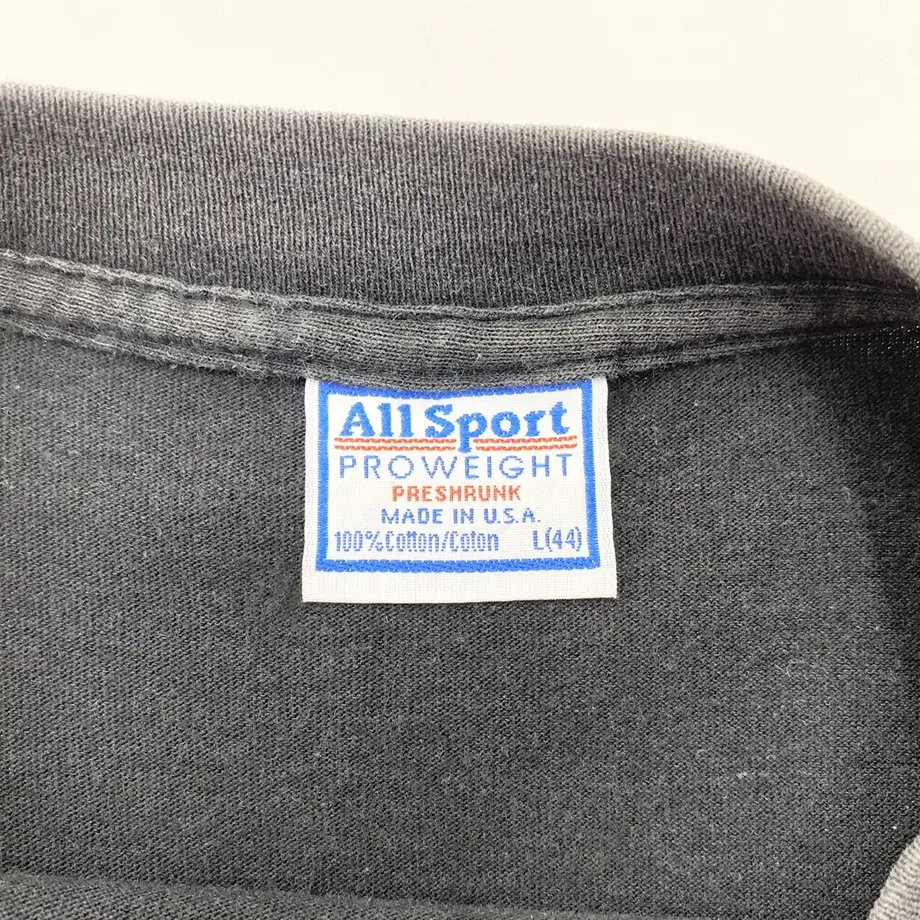 All Sport
PROWEIGHT
PRESHRUNK
MADE IN U.S.A.
100% Cotton/Coton L(44)